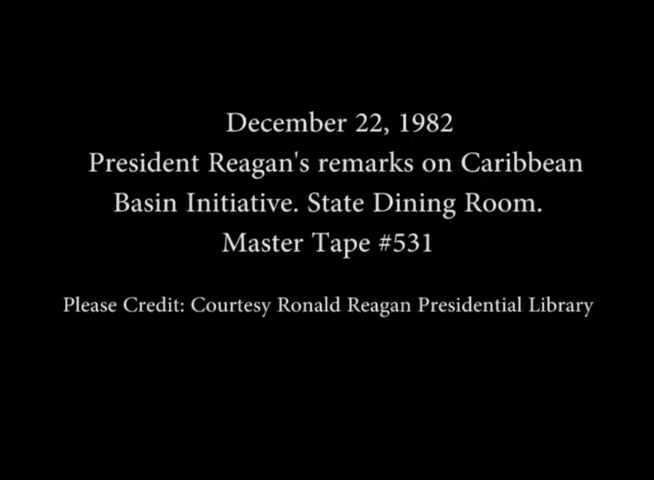 December 22, 1982
President Reagan's remarks on Caribbean
Basin Initiative. State Dining Room.
Master Tape #531
Please Credit: Courtesy Ronald Reagan Presidential Library